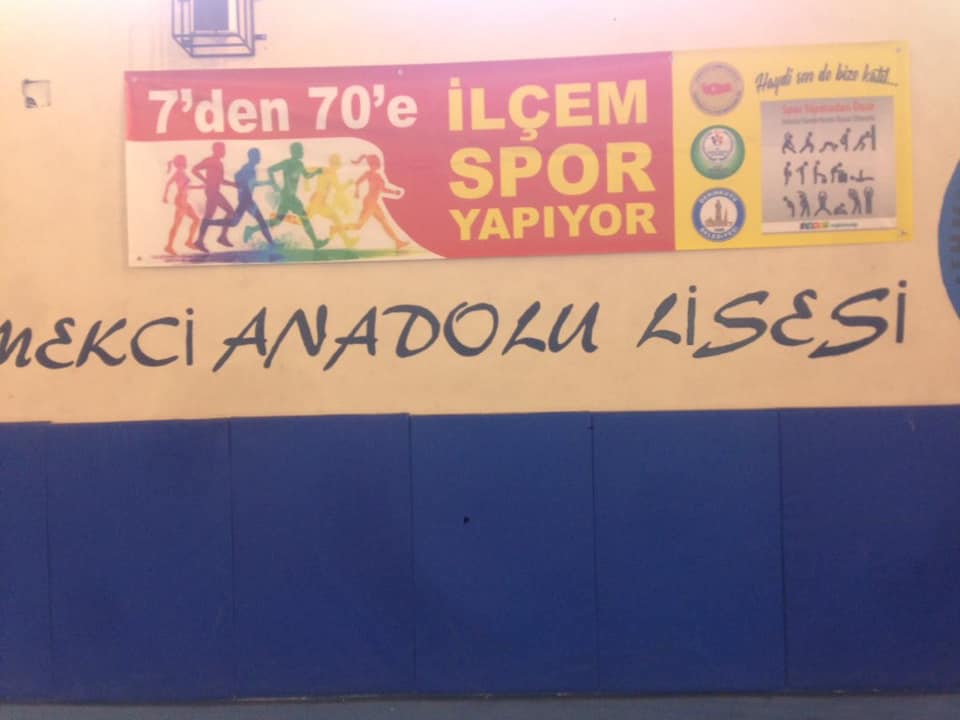 7'den 70'e
İLÇEM
SPOR
YAPIYOR
Haydi sen de bize katıl...
MEKCİ ANADOLU LİSESİ